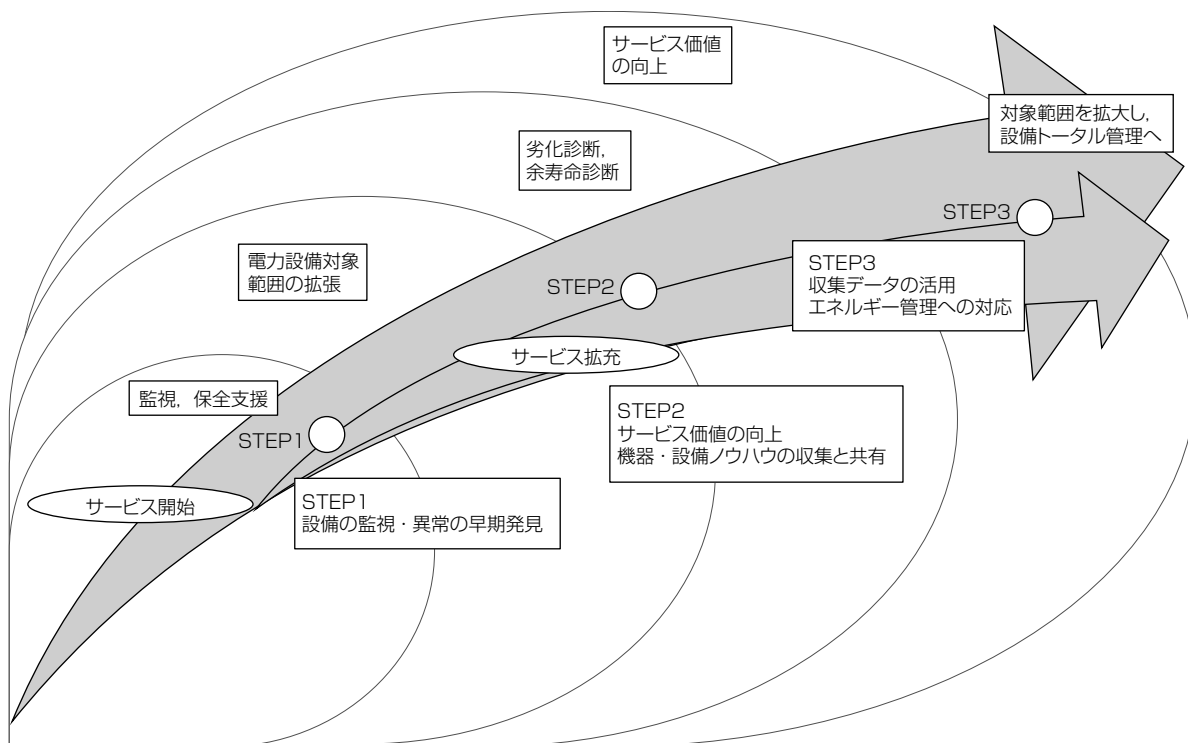 サービス価値
の向上
対象範囲を拡大し,
設備トータル管理へ
劣化診断,
余寿命診断
STEP3
電力設備対象
範囲の拡張
STEP2
STEP3
収集データの活用
エネルギー管理への対応
サービス拡充
監視, 保全支援
STEP1
STEP2
サービス価値の向上
機器・設備ノウハウの収集と共有
サービス開始
STEP1
設備の監視・異常の早期発見